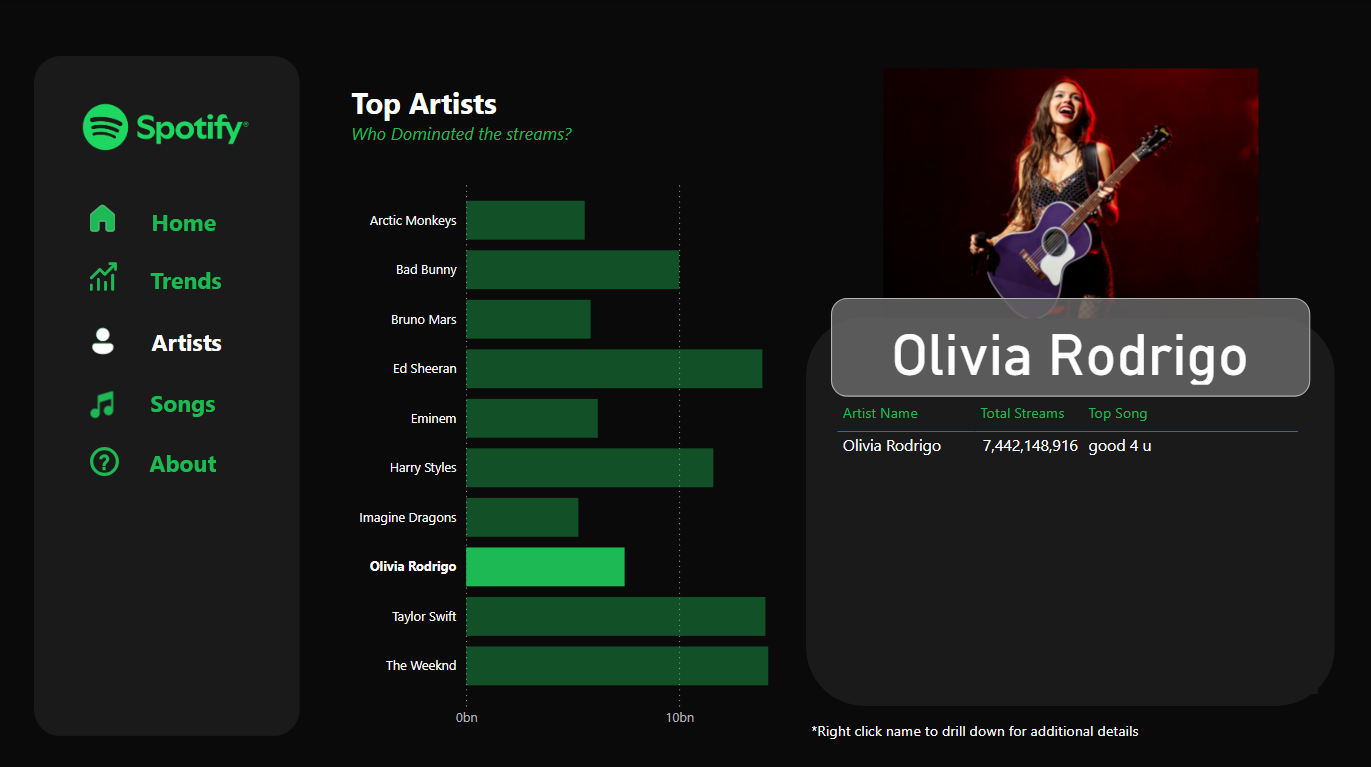 Spotify®
Home
Trends
Artists
Songs
About
Top Artists
Who Dominated the streams?
Arctic Monkeys
Bad Bunny
Bruno Mars
Ed Sheeran
Eminem
Harry Styles
Imagine Dragons
Olivia Rodrigo
Taylor Swift
The Weeknd
0bn 10bn
Olivia Rodrigo
Artist Name Total Streams Top Song
Olivia Rodrigo 7,442,148,916 good 4 u
*Right click name to drill down for additional details